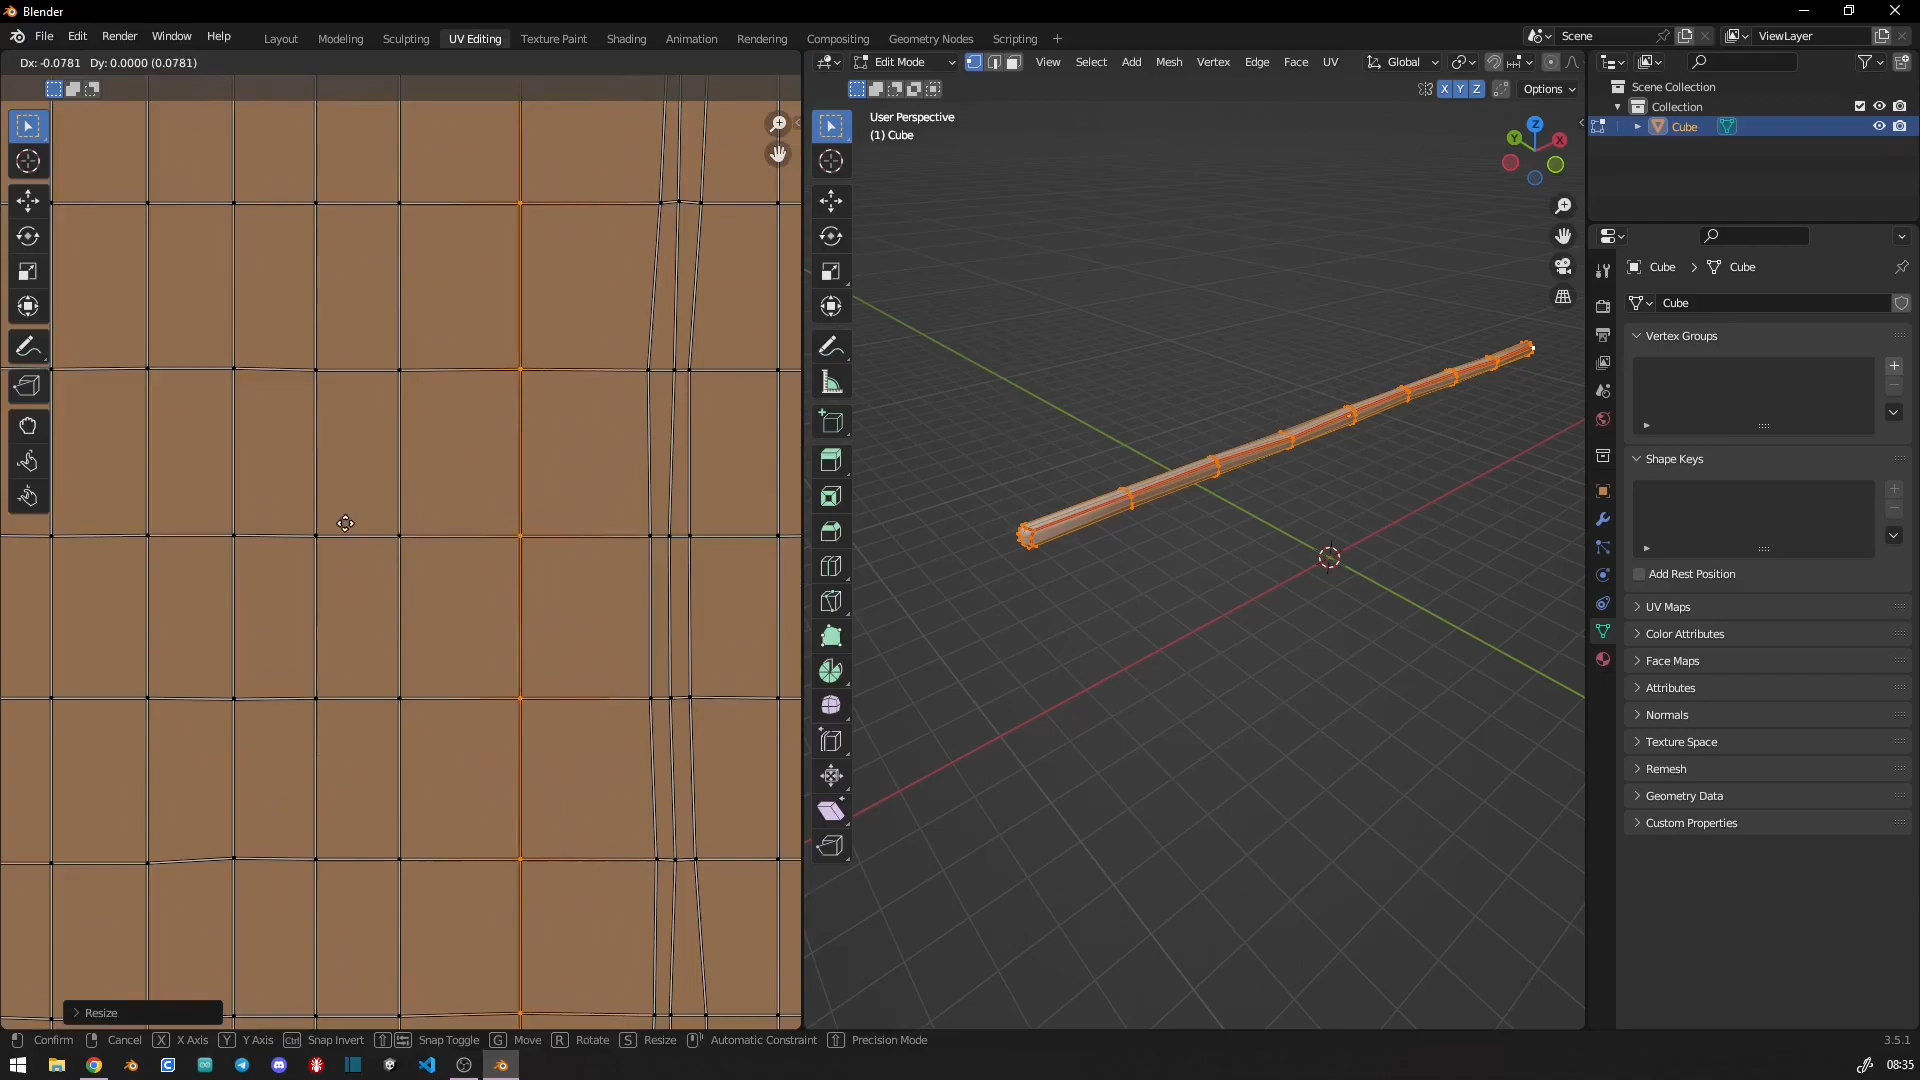 Blender
File Edit Render Window Help
Layout Modeling Sculpting UV Editing Texture Paint Shading Animation Rendering Compositing Geometry Nodes Scripting +
Scene
ViewLayer
Dx: -0.0781 Dy: 0.0000 (0.0781)
Edit Mode
View Select Add Mesh Vertex Edge Face UV
Global
X Y Z
Options
User Perspective
(1) Cube
Z
Y
X
Scene Collection
Collection
Cube
Cube > Cube
Cube
Vertex Groups
Shape Keys
Add Rest Position
UV Maps
Color Attributes
Face Maps
Attributes
Normals
Texture Space
Remesh
Geometry Data
Custom Properties
> Resize
Confirm Cancel X X Axis Y Y Axis Ctrl Snap Invert Snap Toggle G Move R Rotate S Resize Automatic Constraint Precision Mode
3.5.1
08:35